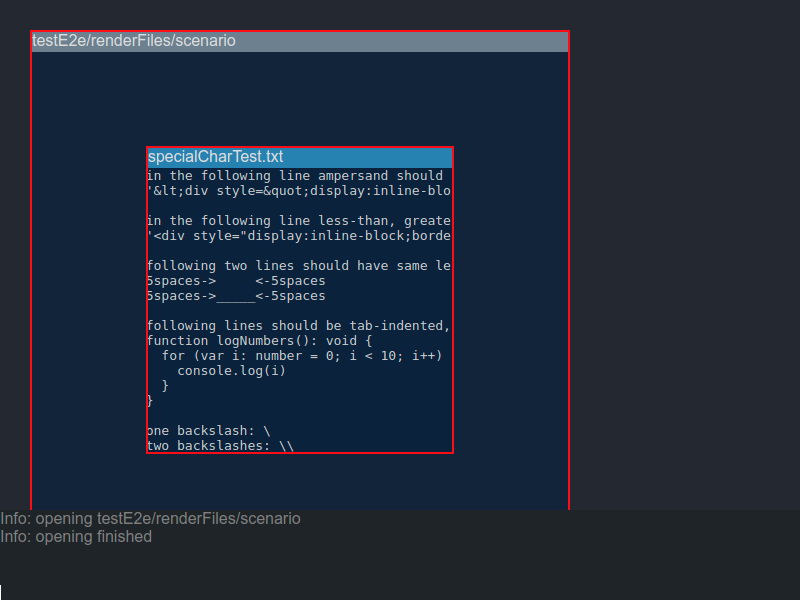 testE2e/renderFiles/scenario
specialCharTest.txt
in the following line ampersand should
'&lt;div style=&quot;display:inline-blo
in the following line less-than, greate
'<div style="display:inline-block;borde
following two lines should have same le
5spaces->     <-5spaces
5spaces->_____<-5spaces
following lines should be tab-indented,
function logNumbers(): void {
  for (var i: number = 0; i < 10; i++)
    console.log(i)
  }
}
one backslash: \
two backslashes: \\
Info: opening testE2e/renderFiles/scenario
Info: opening finished